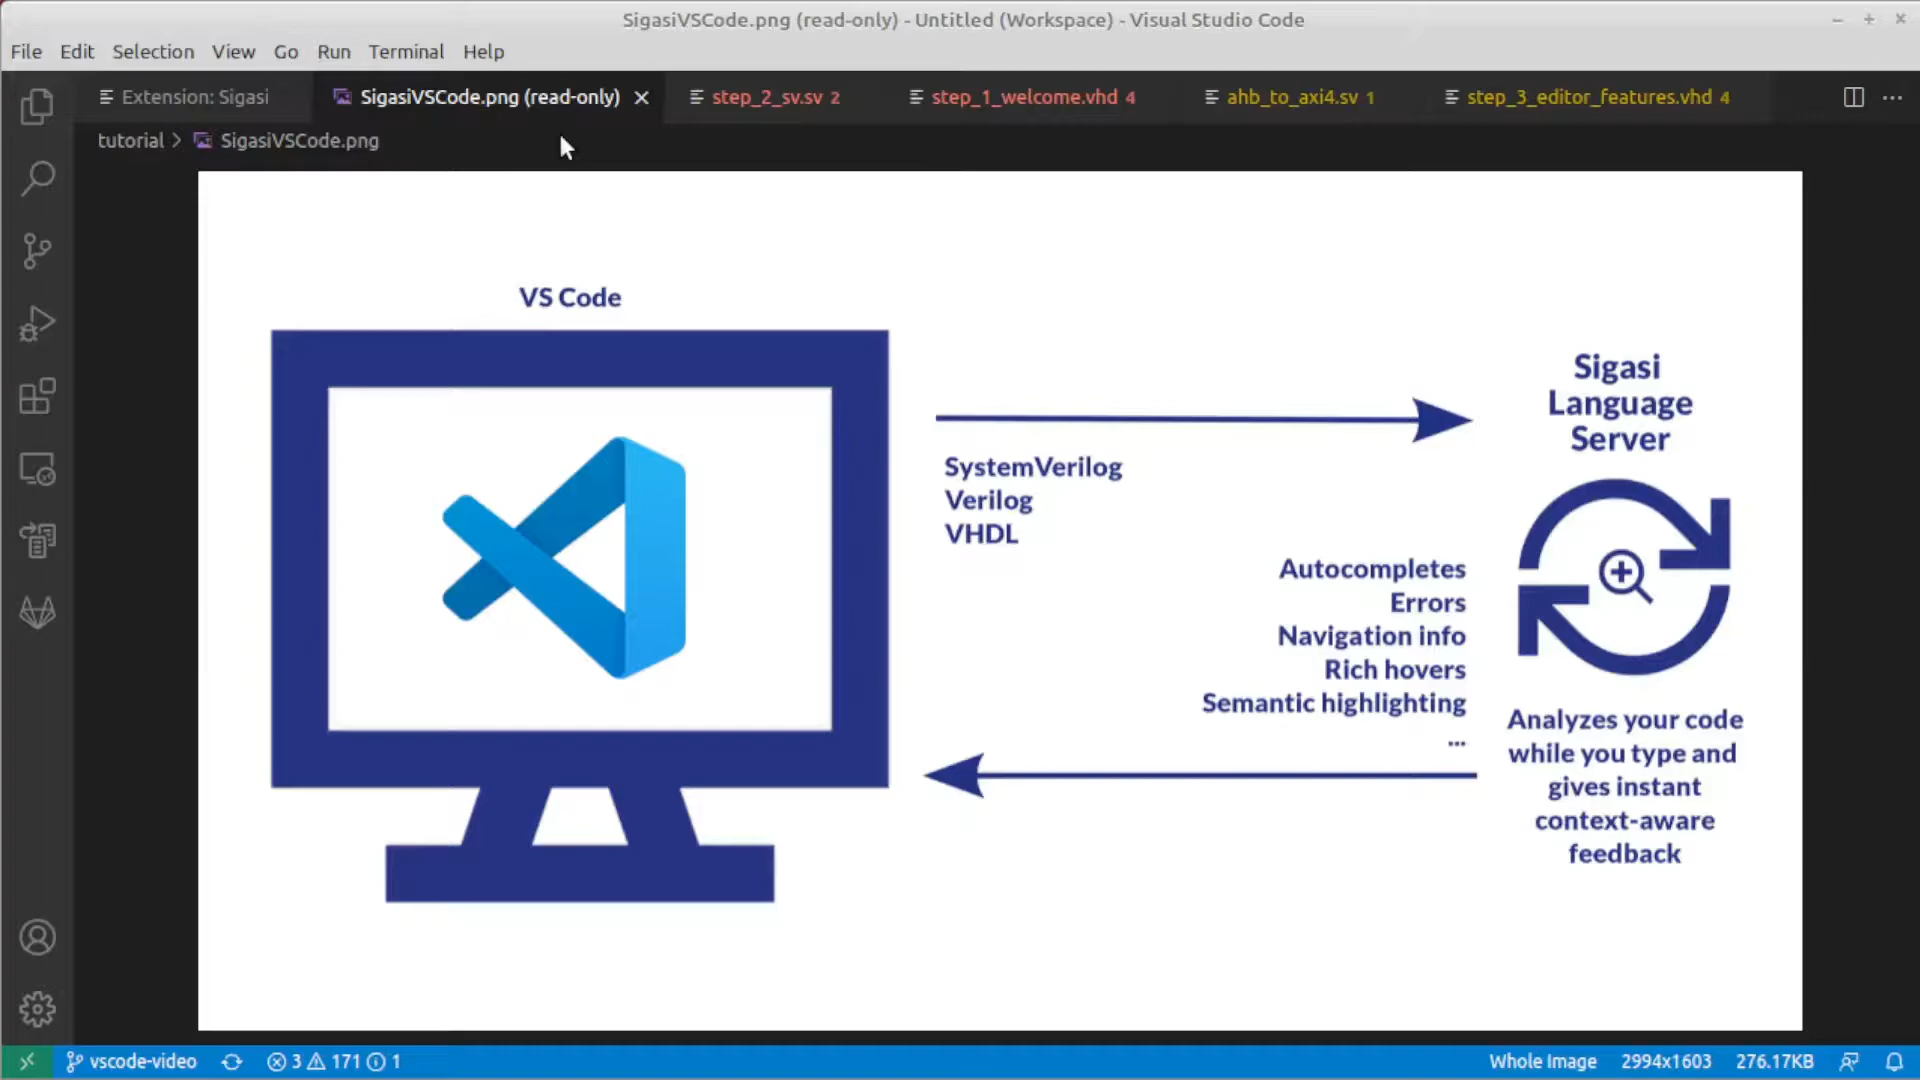 SigasiVSCode.png (read-only) - Untitled (Workspace) - Visual Studio Code
File Edit Selection View Go Run Terminal Help
Extension: Sigasi
SigasiVSCode.png (read-only)
step_2_sv.sv 2
step_1_welcome.vhd 4
ahb_to_axi4.sv 1
step_3_editor_features.vhd 4
tutorial > SigasiVSCode.png
VS Code
SystemVerilog
Verilog
VHDL
Autocompletes
Errors
Navigation info
Rich hovers
Semantic highlighting
...
Sigasi
Language
Server
Analyzes your code
while you type and
gives instant
context-aware
feedback
vscode-video 3 171 1 Whole Image 2994x1603 276.17KB